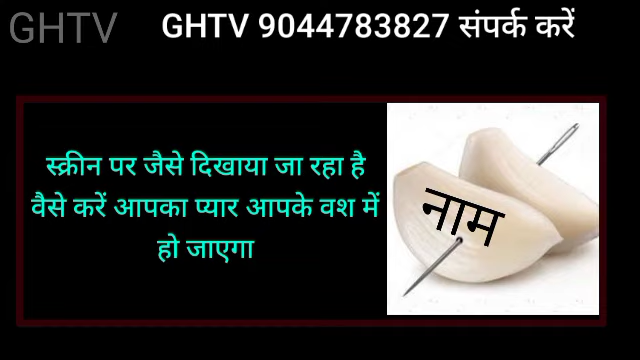 GHTV
GHTV 9044783827 संपर्क करें
स्क्रीन पर जैसे दिखाया जा रहा है
वैसे करें आपका प्यार आपके वश में
हो जाएगा
नाम